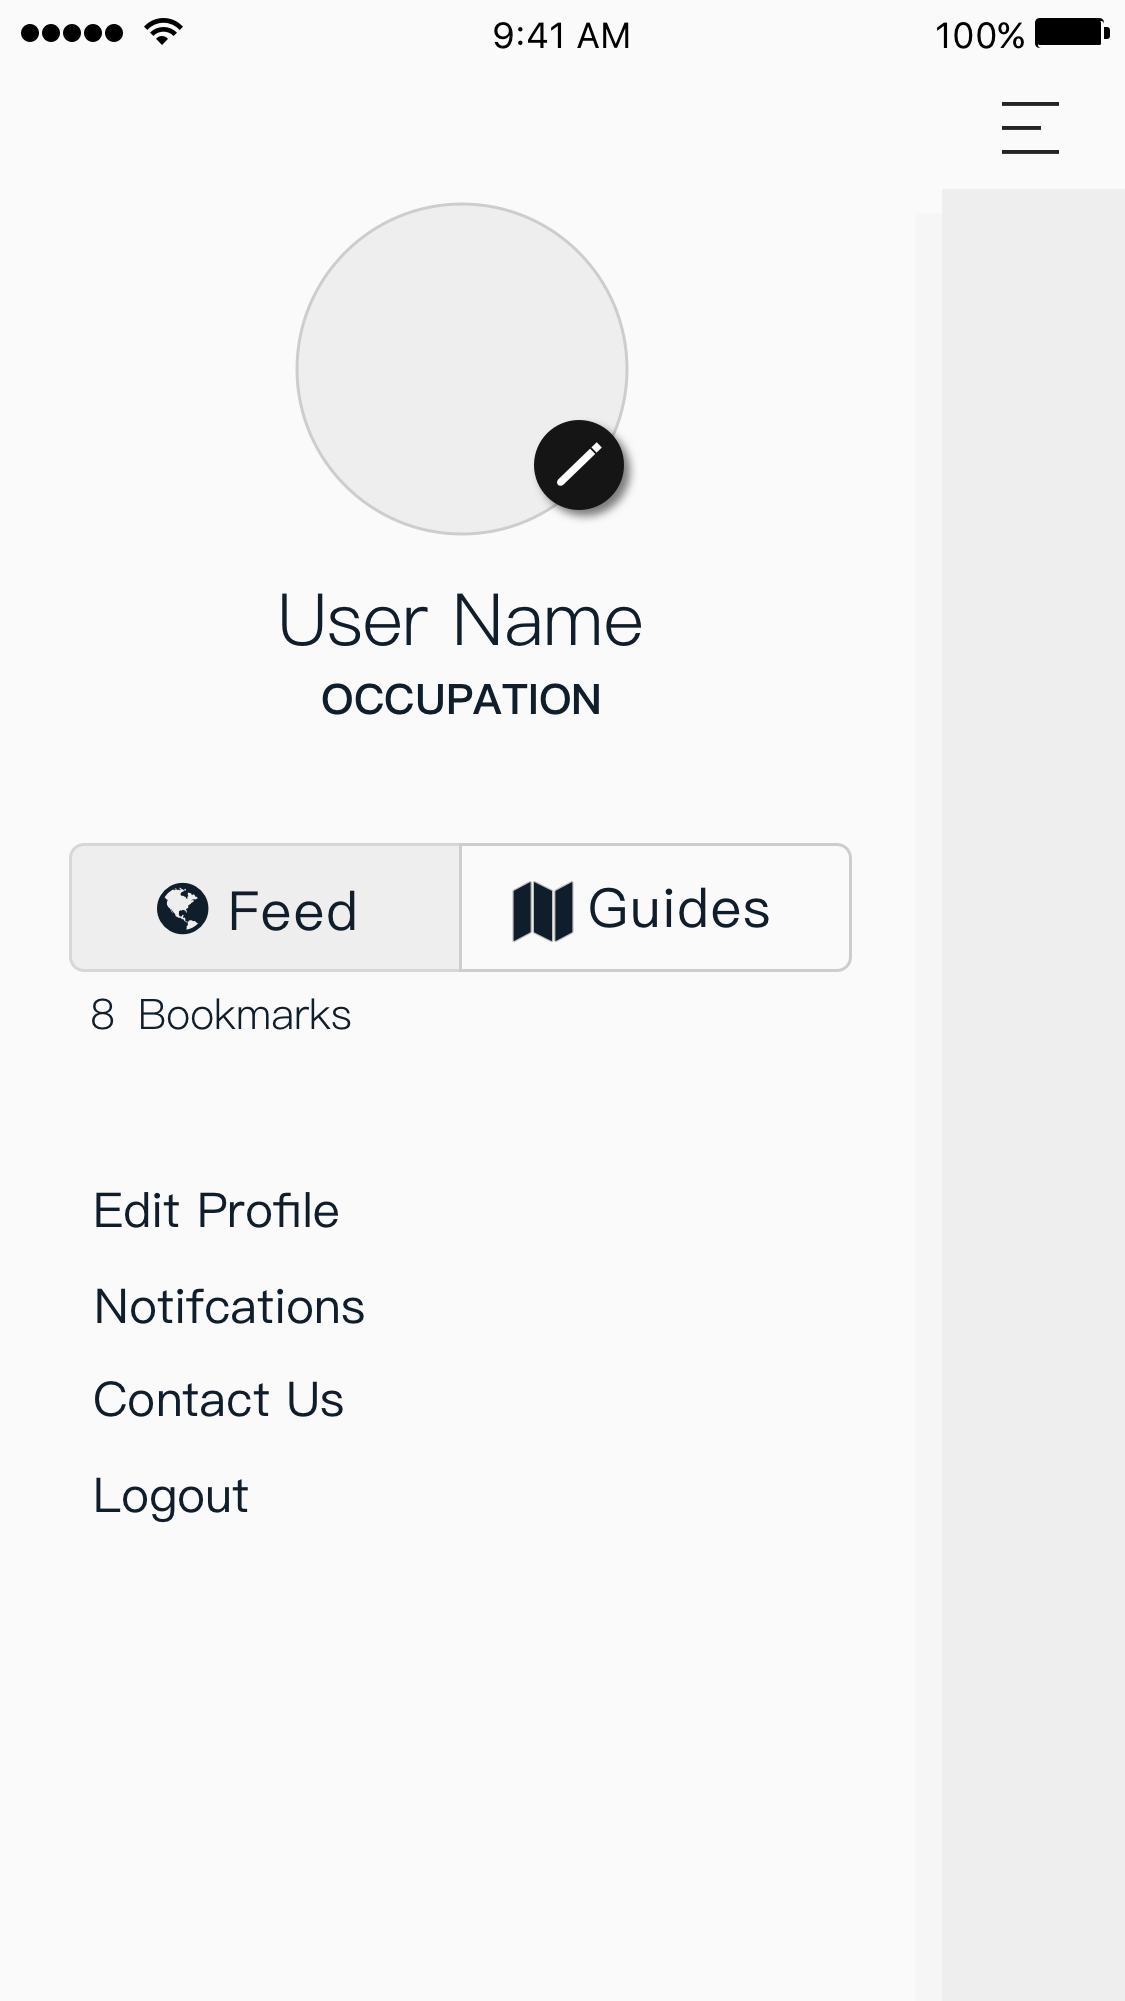 9:41 AM 100%
User Name
OCCUPATION
Feed Guides
8 Bookmarks
Edit Profile
Notifcations
Contact Us
Logout